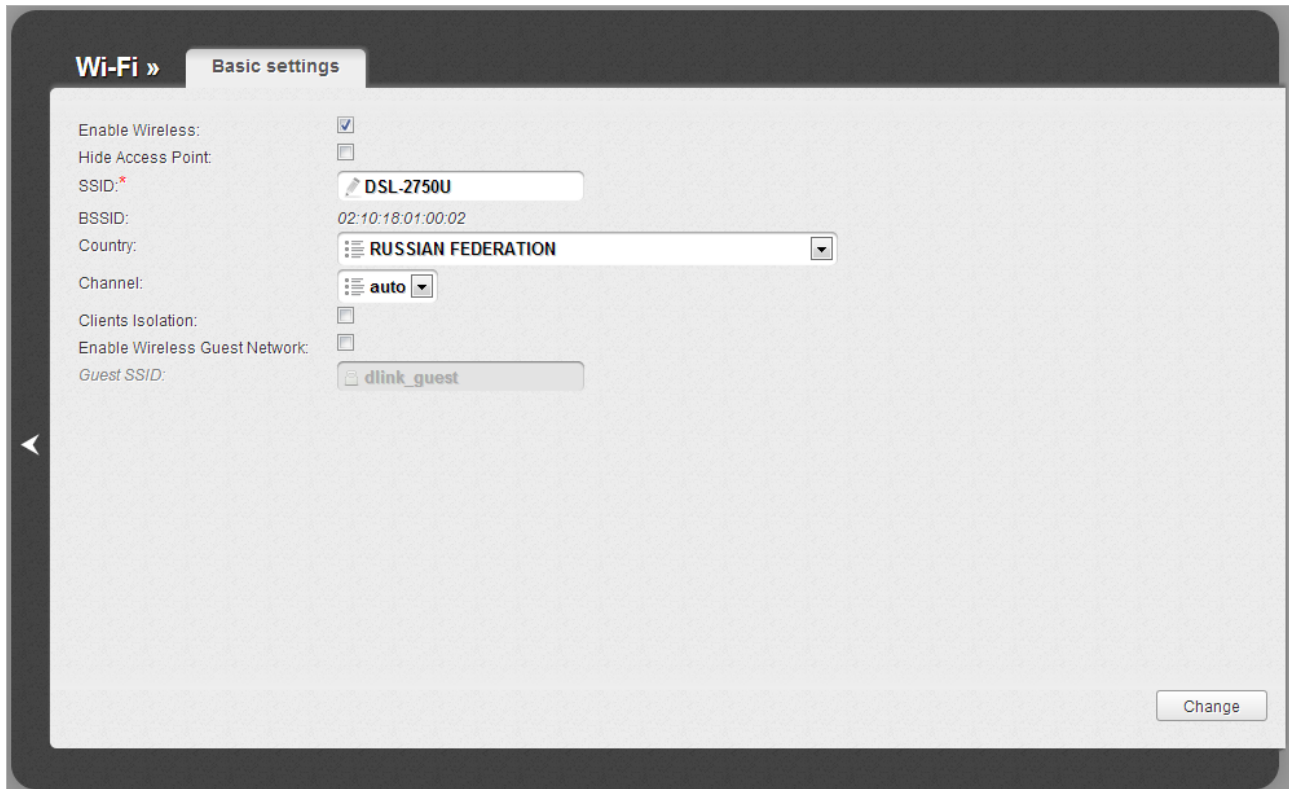 Wi-Fi » Basic settings
Enable Wireless:
Hide Access Point:
SSID:* DSL-2750U
BSSID: 02:10:18:01:00:02
Country: RUSSIAN FEDERATION
Channel: auto
Clients Isolation:
Enable Wireless Guest Network:
Guest SSID: dlink_guest
Change